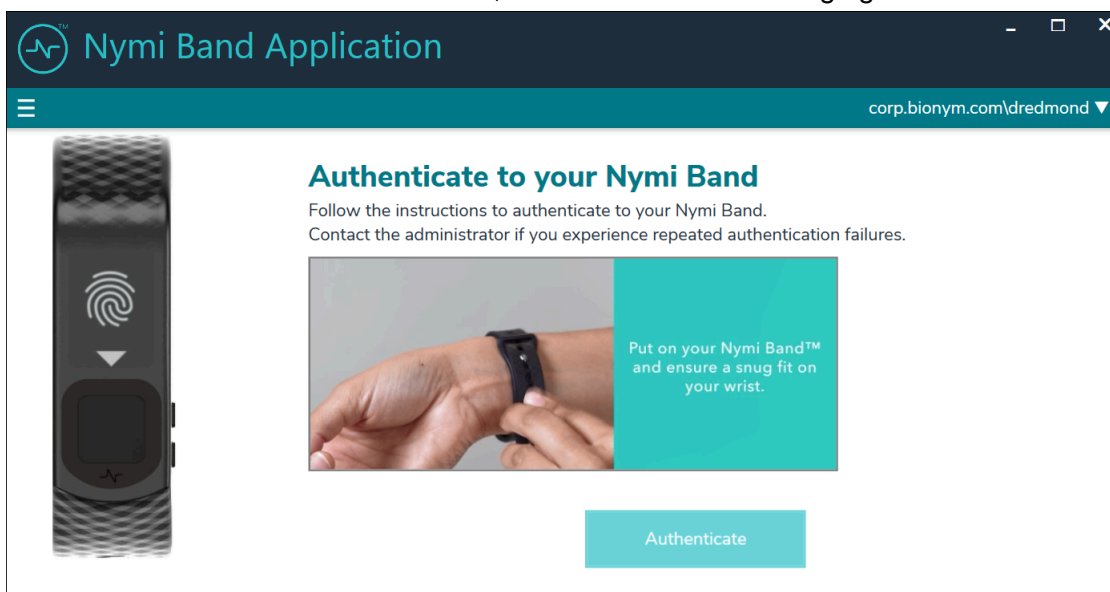 Nymi Band Application
TM
corp.bionym.com\dredmond ▼
Authenticate to your Nymi Band
Follow the instructions to authenticate to your Nymi Band.
Contact the administrator if you experience repeated authentication failures.
Put on your Nymi Band™
and ensure a snug fit on
your wrist.
Authenticate